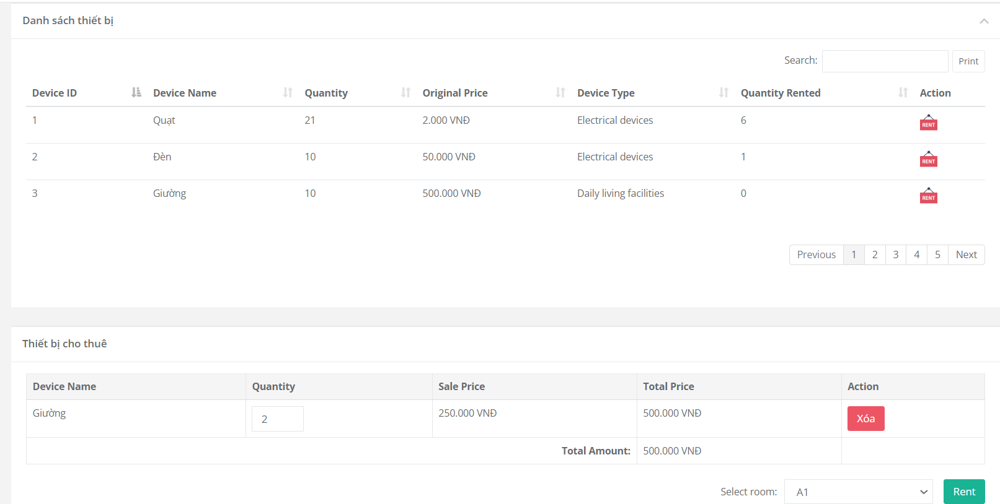 Danh sách thiết bị
Search: Print
Device ID Device Name Quantity Original Price Device Type Quantity Rented Action
1 Quạt 21 2.000 VNĐ Electrical devices 6 RENT
2 Đèn 10 50.000 VNĐ Electrical devices 1 RENT
3 Giường 10 500.000 VNĐ Daily living facilities 0 RENT
Previous 1 2 3 4 5 Next
Thiết bị cho thuê
Device Name Quantity Sale Price Total Price Action
Giường 2 250.000 VNĐ 500.000 VNĐ Xóa
Total Amount: 500.000 VNĐ
Select room: A1 Rent